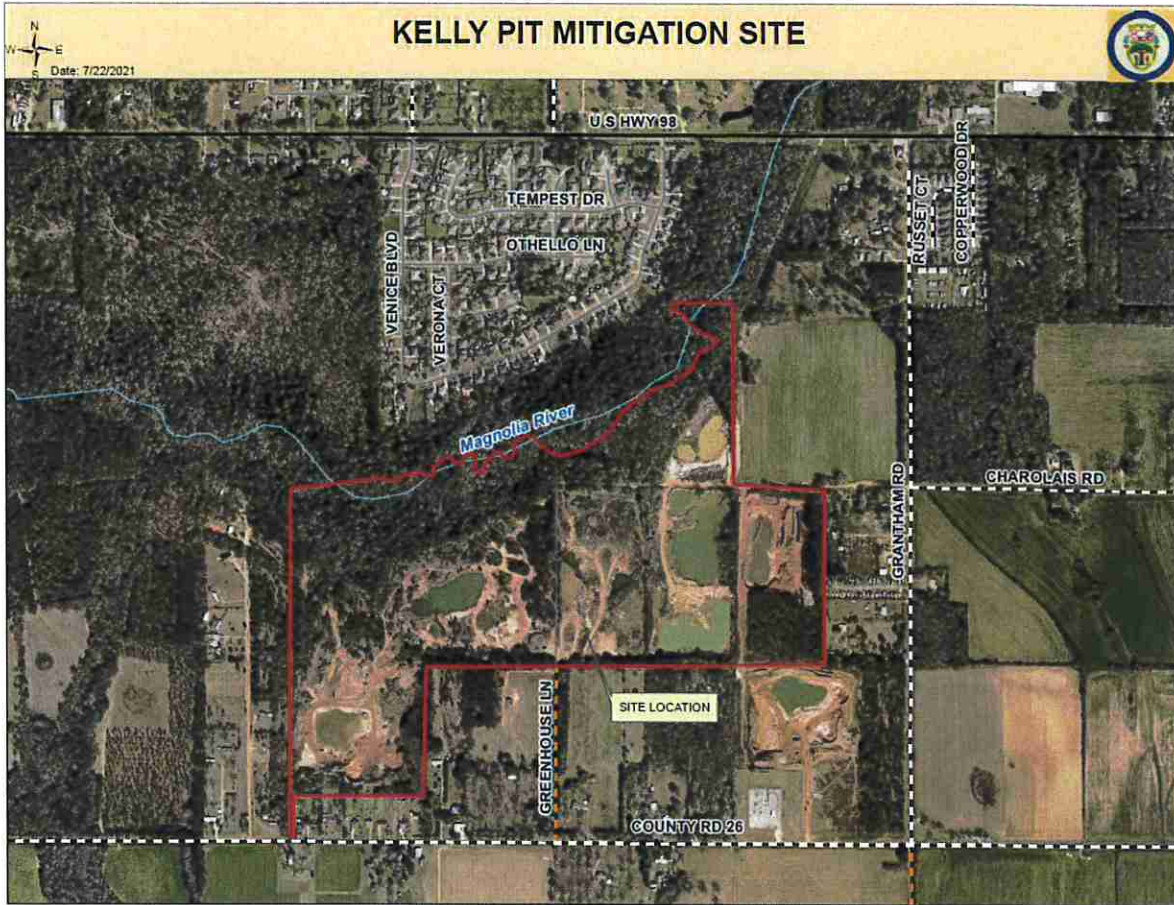 KELLY PIT MITIGATION SITE
N
W E
S
Date: 7/22/2021
U S HWY 98
TEMPEST DR
OTHELLO LN
VENICE BLVD
VERONA CT
RUSSET CT
COPPERWOOD DR
Magnolia River
CHAROLAIS RD
GRANTHAM RD
SITE LOCATION
GREENHOUSE LN
COUNTY RD 26